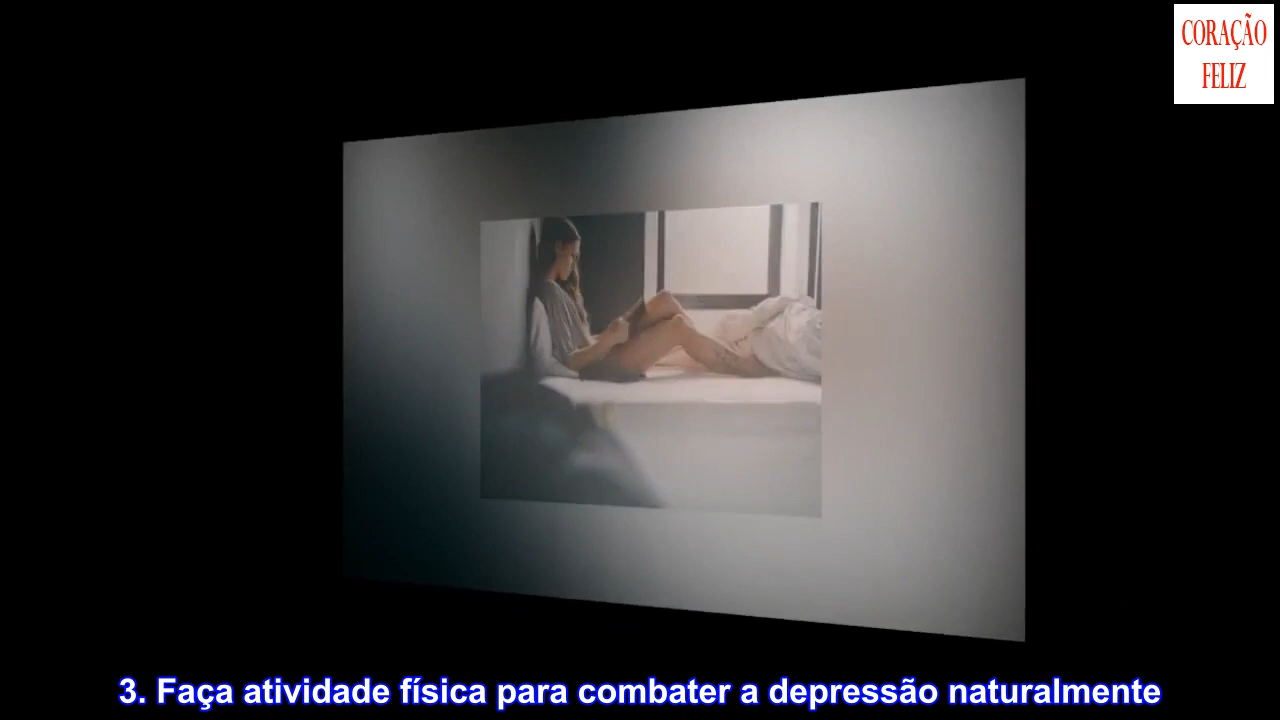 CORAÇÃO
FELIZ
3. Faça atividade física para combater a depressão naturalmente